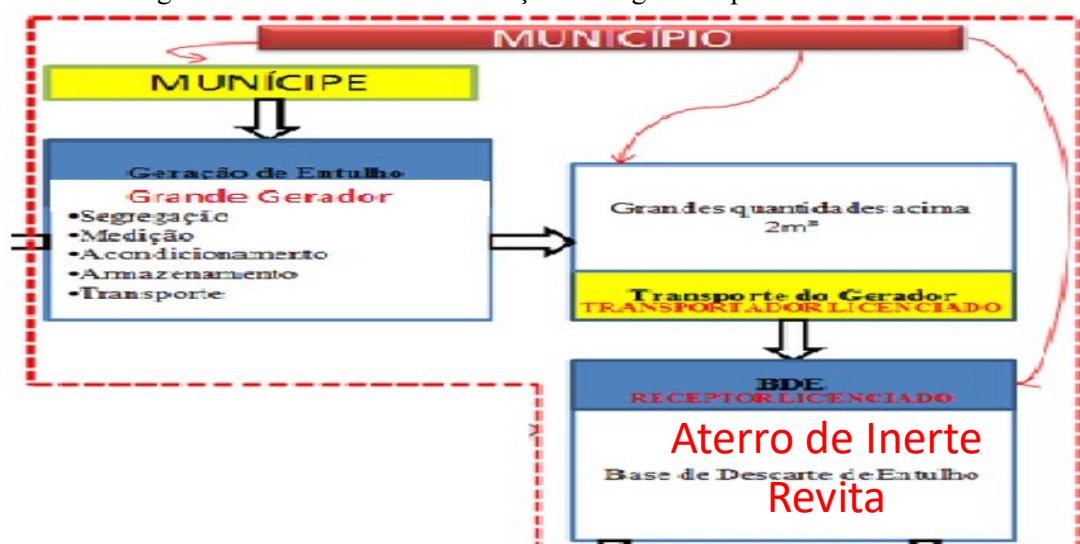 MUNICÍPIO
MUNÍCIPE
Geração de Entulho
Grande Gerador
•Segregação
•Medição
•Acondicionamento
•Armazenamento
•Transporte
Grandes quantidades acima
2m³
Transporte do Gerador
TRANSPORTADOR LICENCIADO
BDE
RECEPTOR LICENCIADO
Aterro de Inerte
Base de Descarte de Entulho
Revita